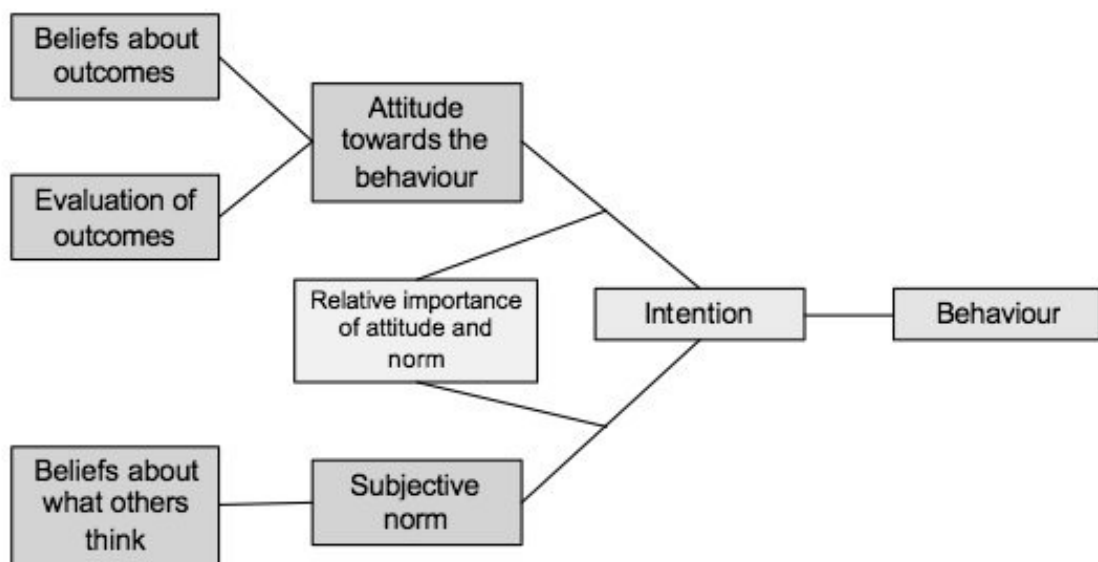 Beliefs about
outcomes
Attitude
towards the
behaviour
Evaluation of
outcomes
Relative importance
of attitude and
norm
Intention
Behaviour
Beliefs about
what others
think
Subjective
norm